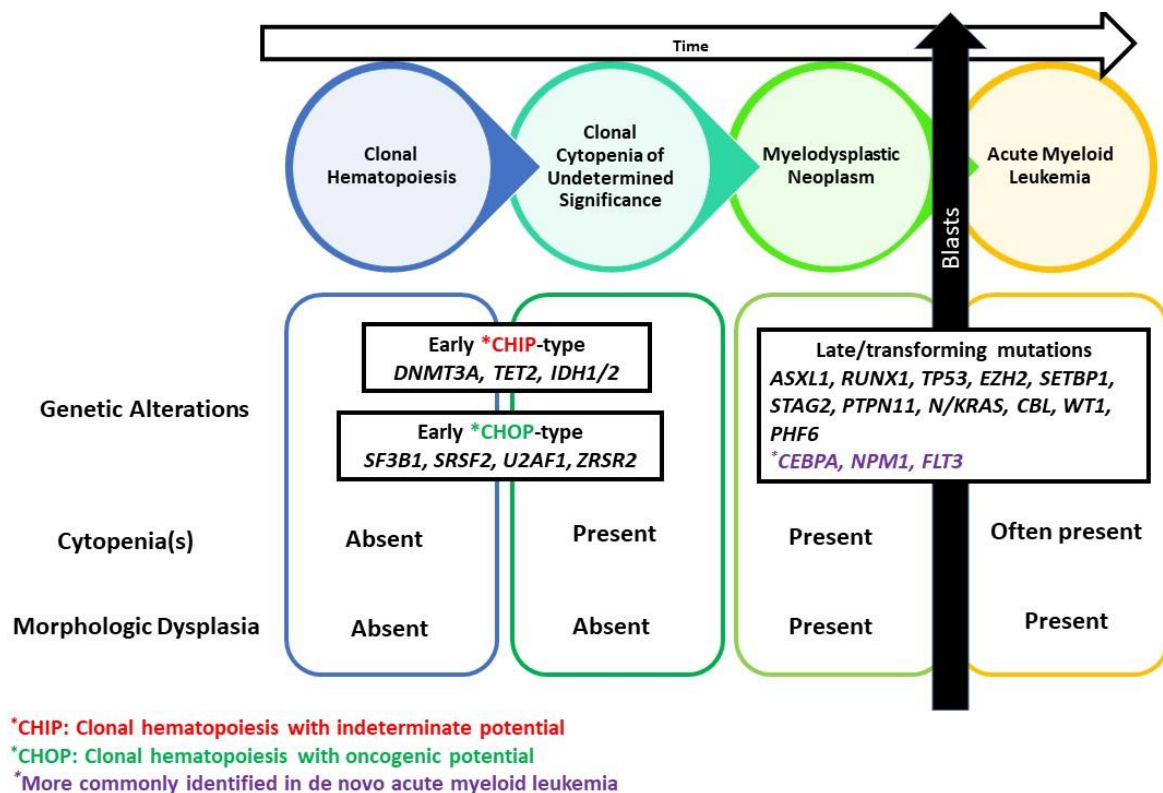 Time
Clonal
Hematopoiesis
Clonal
Cytopenia of
Undetermined
Significance
Myelodysplastic
Neoplasm
Acute Myeloid
Leukemia
Blasts
Genetic Alterations
Early *CHIP-type
DNMT3A, TET2, IDH1/2
Early *CHOP-type
SF3B1, SRSF2, U2AF1, ZRSR2
Late/transforming mutations
ASXL1, RUNX1, TP53, EZH2, SETBP1,
STAG2, PTPN11, N/KRAS, CBL, WT1,
PHF6
*CEBPA, NPM1, FLT3
Cytopenia(s)
Absent
Present
Present
Often present
Morphologic Dysplasia
Absent
Absent
Present
Present
*CHIP: Clonal hematopoiesis with indeterminate potential
*CHOP: Clonal hematopoiesis with oncogenic potential
*More commonly identified in de novo acute myeloid leukemia